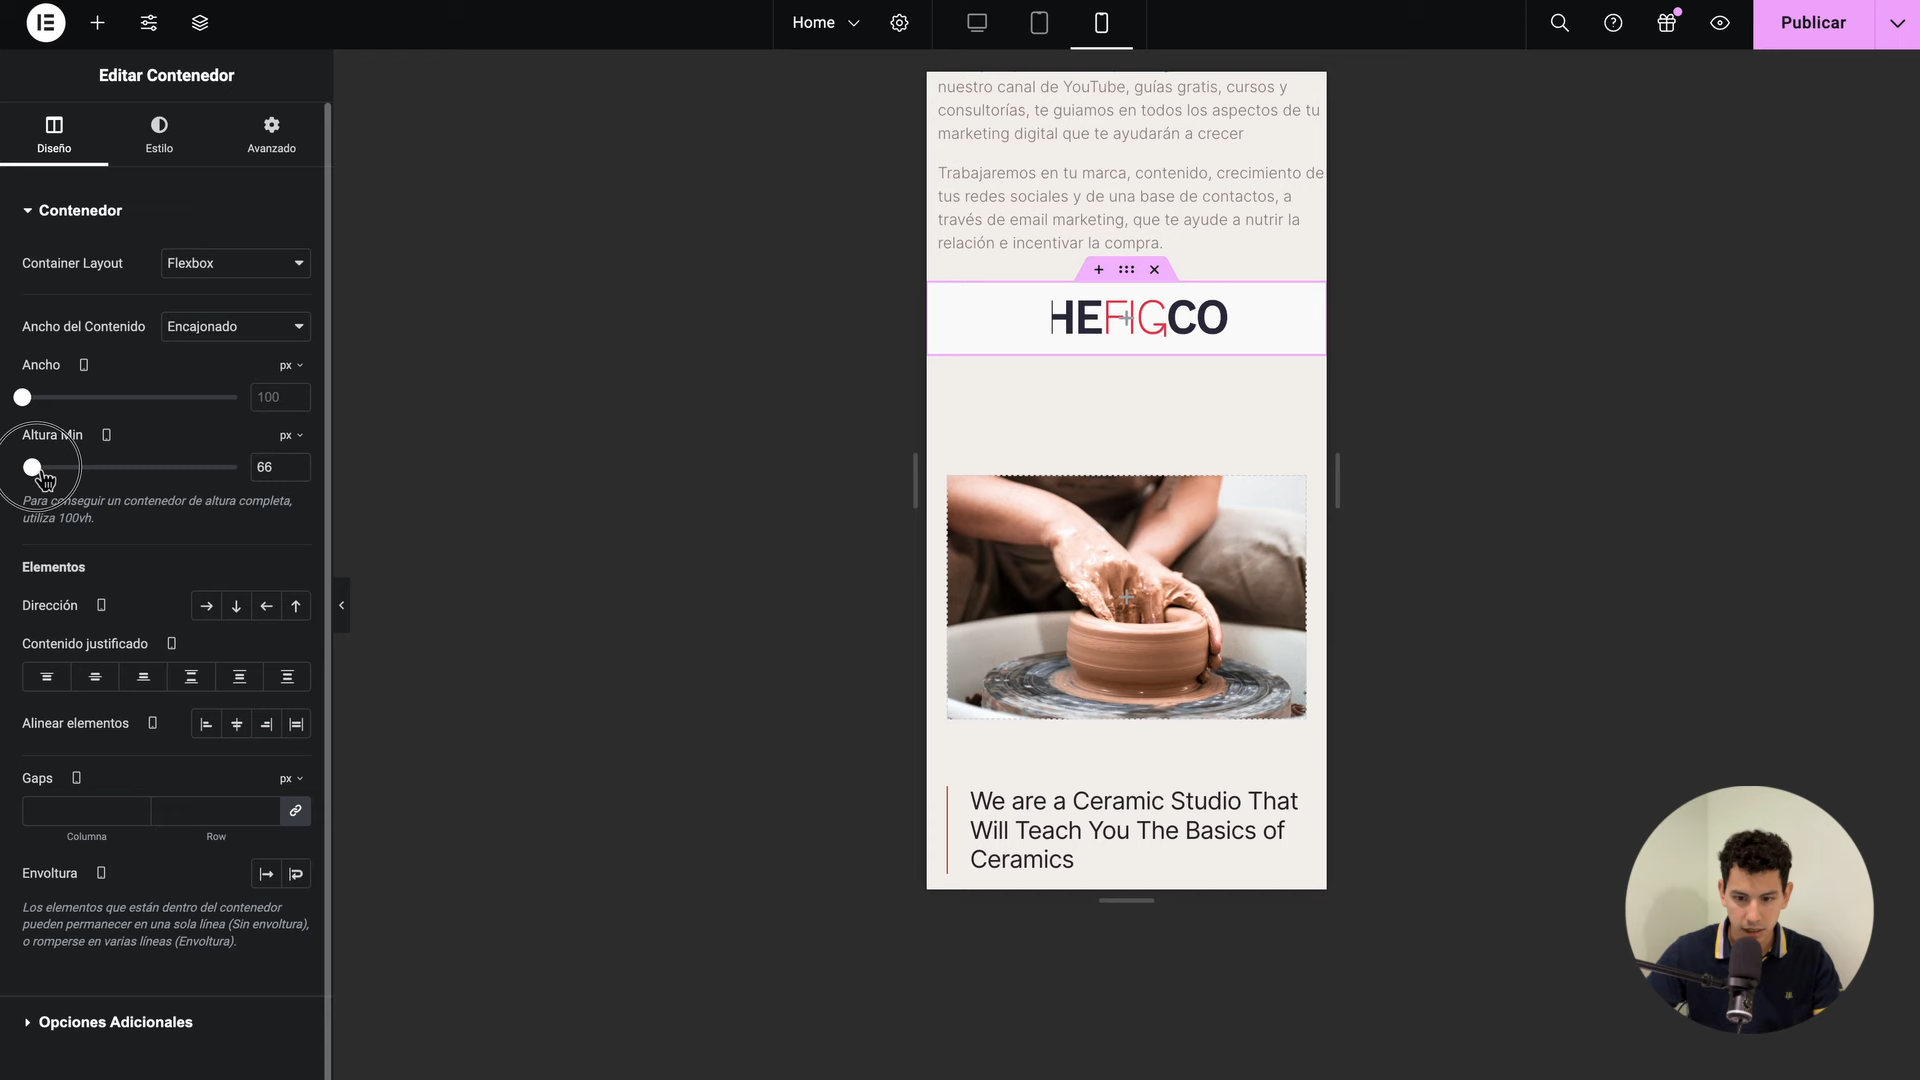 Home
Publicar
Editar Contenedor
Diseño
Estilo
Avanzado
Contenedor
Container Layout
Flexbox
Ancho del Contenido
Encajonado
Ancho
px
100
Altura Min
px
66
Para conseguir un contenedor de altura completa,
utiliza 100vh.
Elementos
Dirección
Contenido justificado
Alinear elementos
Gaps
px
Columna
Row
Envoltura
Los elementos que están dentro del contenedor
pueden permanecer en una sola línea (Sin envoltura),
o romperse en varias líneas (Envoltura).
Opciones Adicionales
nuestro canal de YouTube, guías gratis, cursos y
consultorías, te guiamos en todos los aspectos de tu
marketing digital que te ayudarán a crecer
Trabajaremos en tu marca, contenido, crecimiento de
tus redes sociales y de una base de contactos, a
través de email marketing, que te ayude a nutrir la
relación e incentivar la compra.
HEFIGCO
We are a Ceramic Studio That
Will Teach You The Basics of
Ceramics